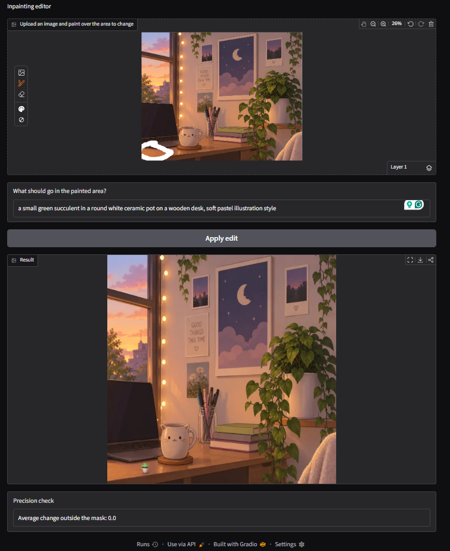 Inpainting editor
Upload an image and paint over the area to change
26%
Layer 1
What should go in the painted area?
a small green succulent in a round white ceramic pot on a wooden desk, soft pastel illustration style
Apply edit
Result
Precision check
Average change outside the mask: 0.0
Runs · Use via API · Built with Gradio · Settings